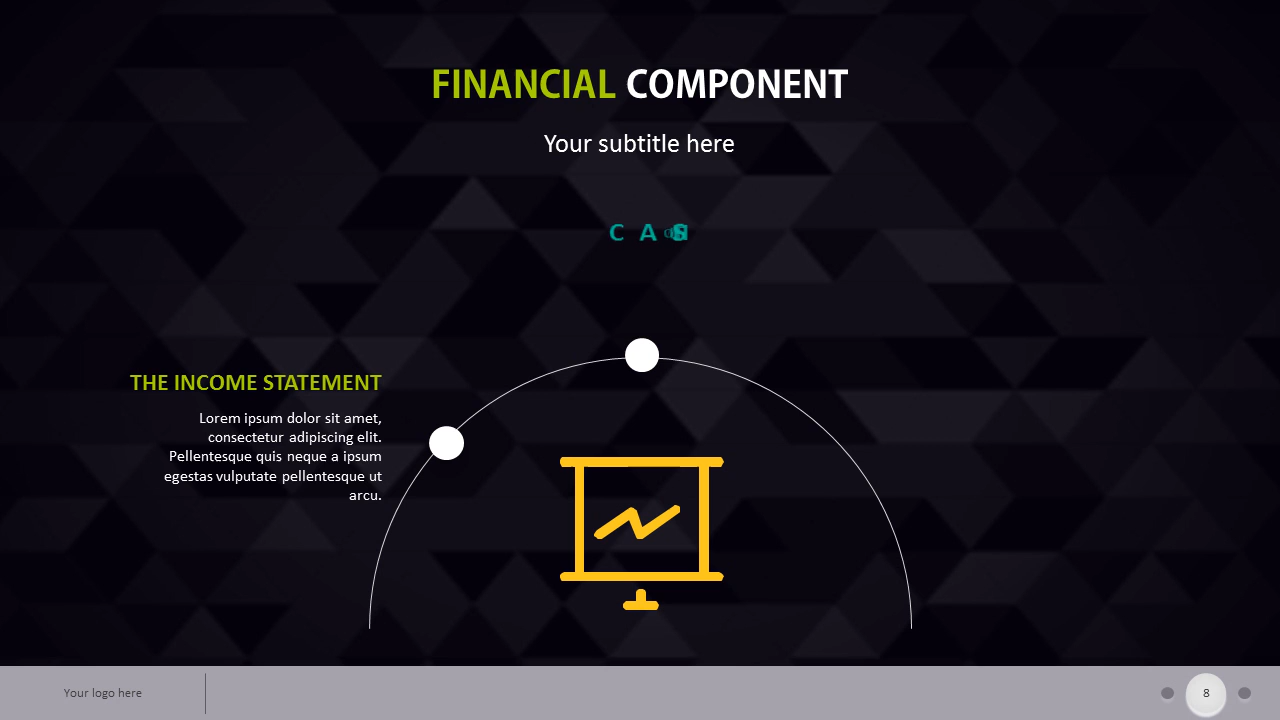 FINANCIAL COMPONENT
Your subtitle here
C A S
THE INCOME STATEMENT
Lorem ipsum dolor sit amet,
consectetur adipiscing elit.
Pellentesque quis neque a ipsum
egestas vulputate pellentesque ut
arcu.
Your logo here
8